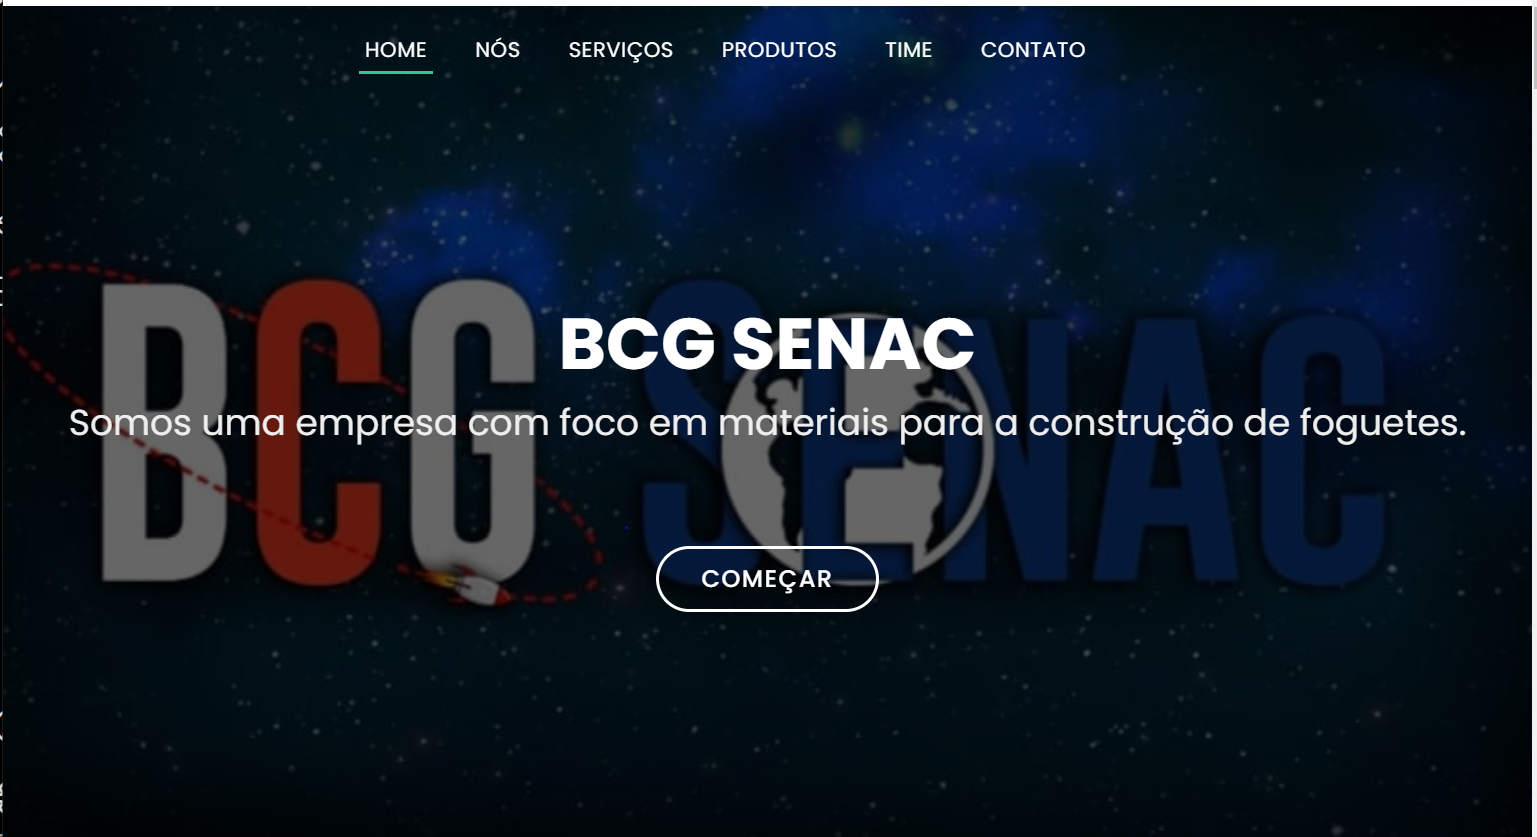 HOME NÓS SERVIÇOS PRODUTOS TIME CONTATO
BCG SENAC
BCG SENAC
Somos uma empresa com foco em materiais para a construção de foguetes.
COMEÇAR